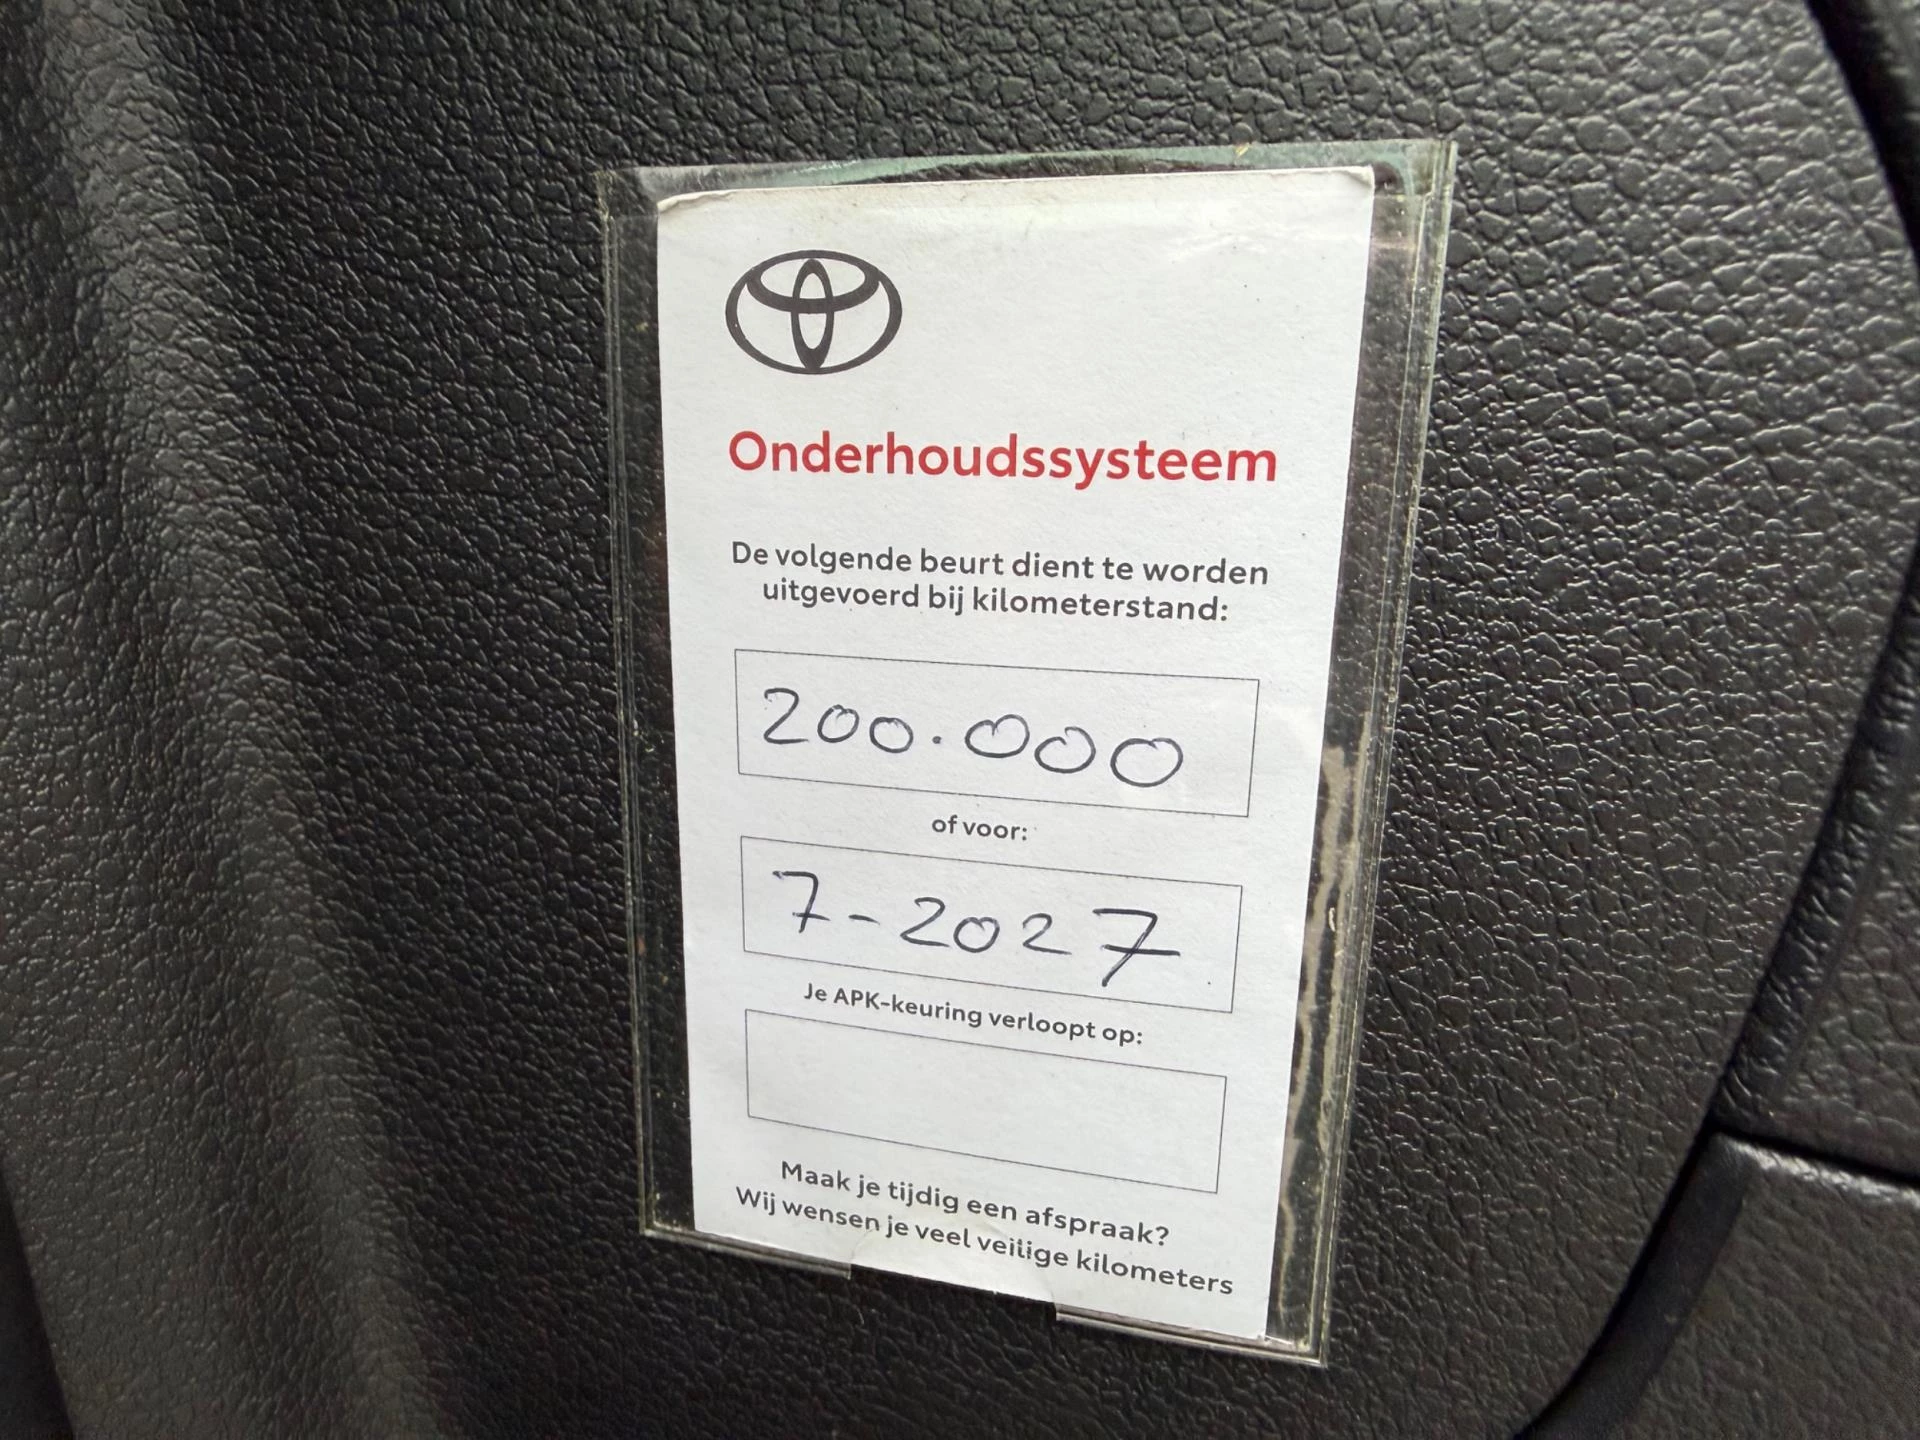 Onderhoudssysteem
De volgende beurt dient te worden
uitgevoerd bij kilometerstand:
200.000
of voor:
7-2027
Je APK-keuring verloopt op:
Maak je tijdig een afspraak?
Wij wensen je veel veilige kilometers